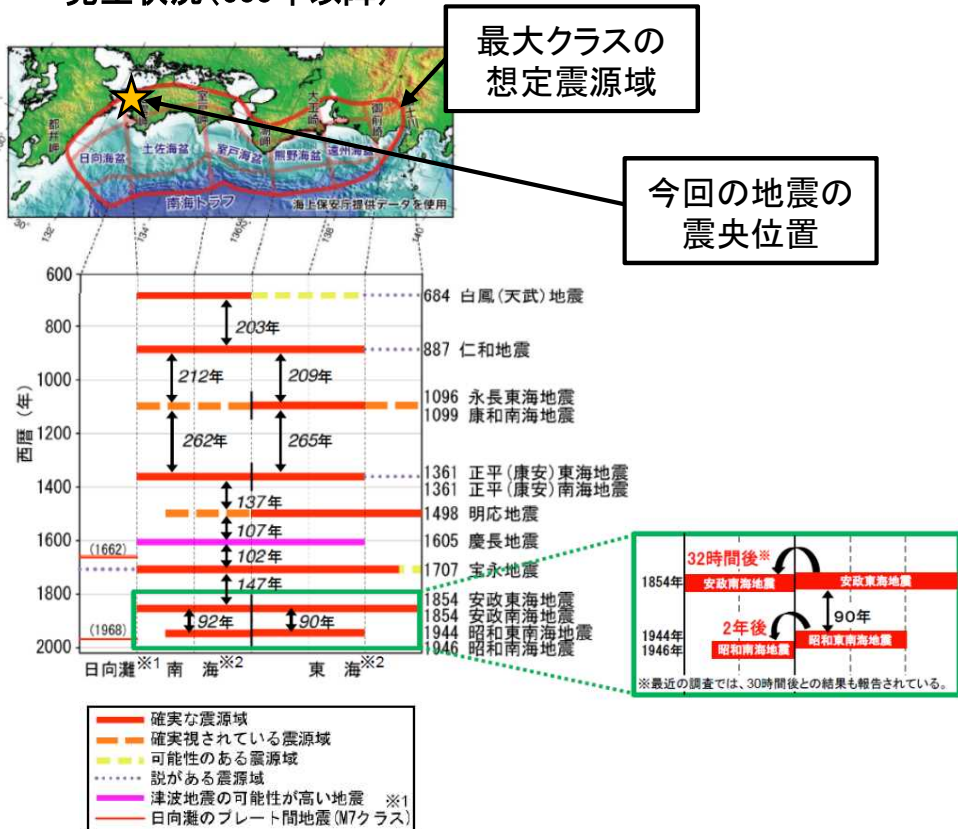 最大クラスの
想定震源域
今回の地震の
震央位置
都井岬
室戸岬
潮岬
大王崎
御前崎
日向海盆
土佐海盆
室戸海盆
熊野海盆
遠州海盆
南海トラフ
海上保安庁提供データを使用
132°
134°
136°
138°
140°
西暦(年)
600
800
1000
1200
1400
1600
1800
2000
203年
212年
209年
262年
265年
137年
107年
102年
147年
92年
90年
(1662)
(1968)
684 白鳳(天武)地震
887 仁和地震
1096 永長東海地震
1099 康和南海地震
1361 正平(康安)東海地震
1361 正平(康安)南海地震
1498 明応地震
1605 慶長地震
1707 宝永地震
1854 安政東海地震
1854 安政南海地震
1944 昭和東南海地震
1946 昭和南海地震
日向灘※1 南 海※2 東 海※2
32時間後※
1854年
安政南海地震
安政東海地震
90年
2年後
1944年
1946年
昭和南海地震
昭和東南海地震
※最近の調査では、30時間後との結果も報告されている。
確実な震源域
確実視されている震源域
可能性のある震源域
説がある震源域
津波地震の可能性が高い地震 ※1
日向灘のプレート間地震(M7クラス)